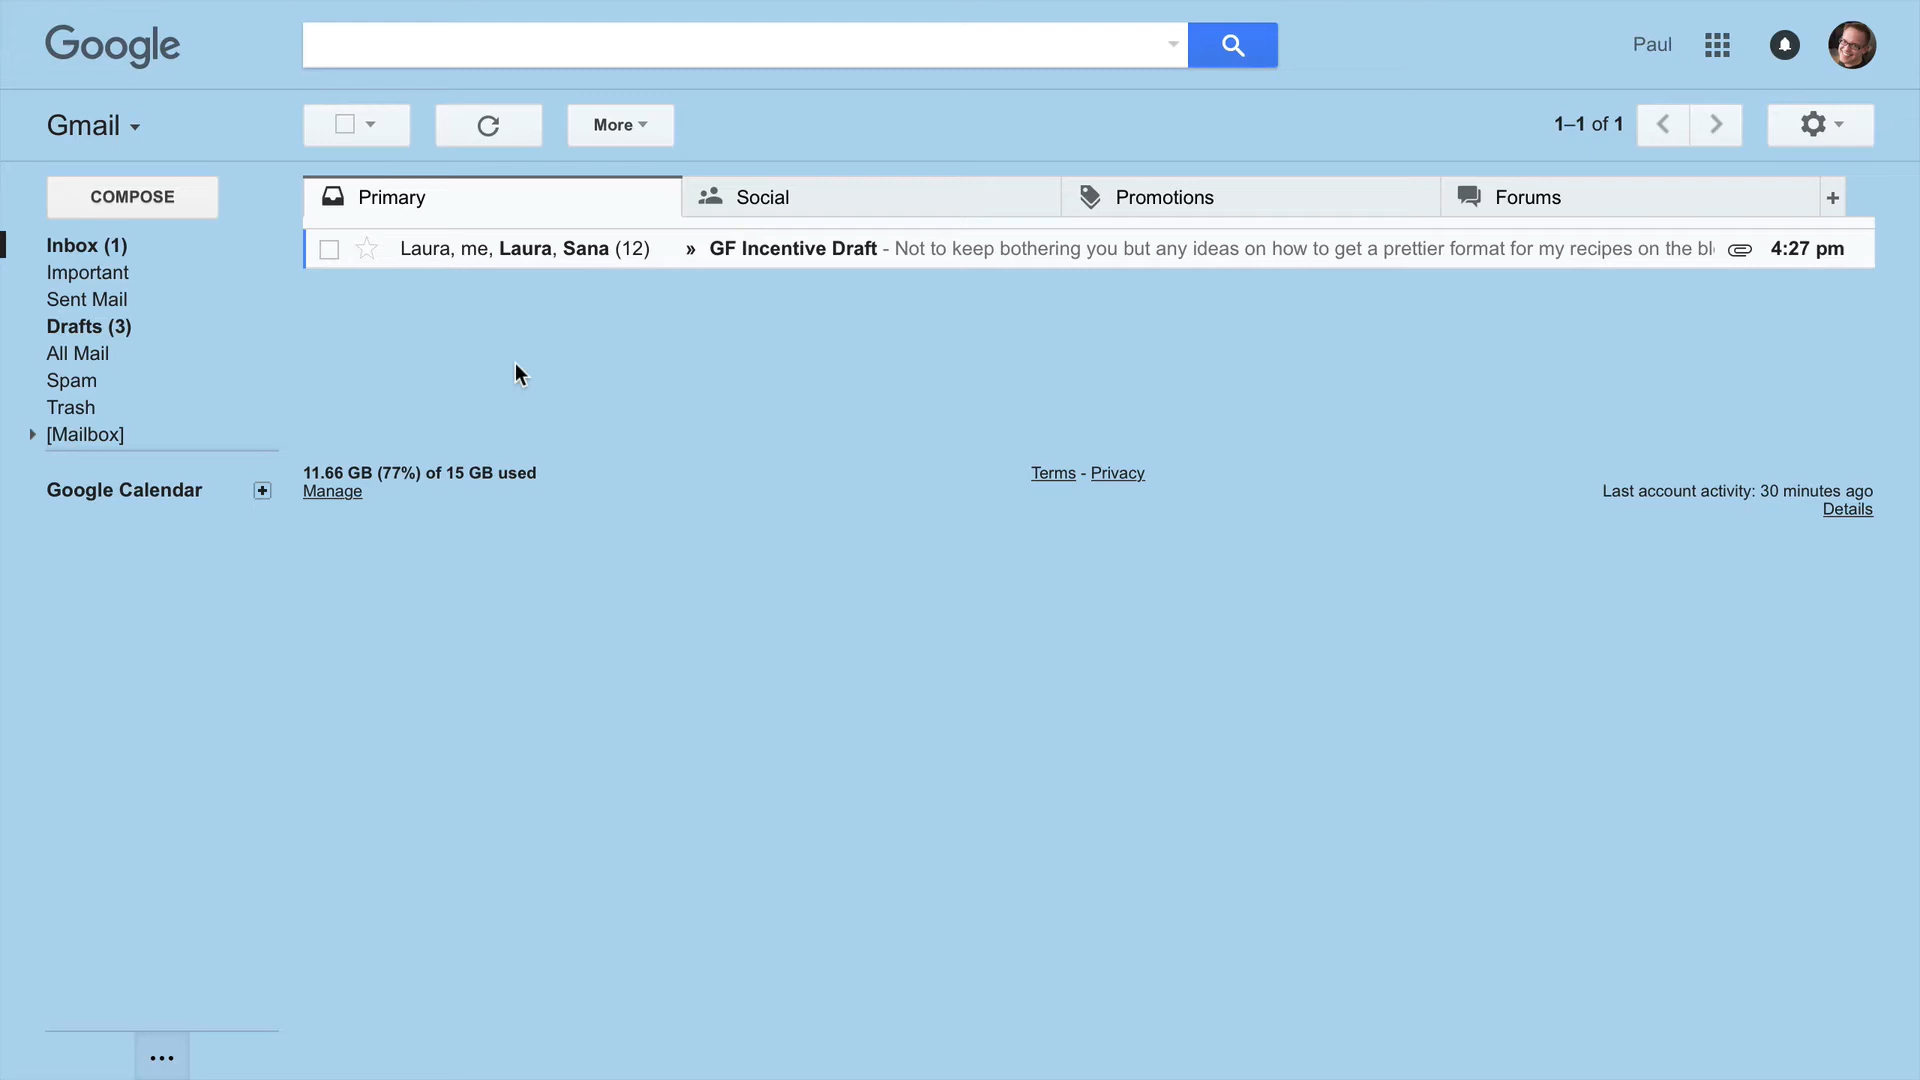 Google
Paul
Gmail
More
1–1 of 1
COMPOSE
Primary
Social
Promotions
Forums
+
Inbox (1)
Laura, me, Laura, Sana (12) » GF Incentive Draft - Not to keep bothering you but any ideas on how to get a prettier format for my recipes on the bl 4:27 pm
Important
Sent Mail
Drafts (3)
All Mail
Spam
Trash
[Mailbox]
Google Calendar
11.66 GB (77%) of 15 GB used
Manage
Terms - Privacy
Last account activity: 30 minutes ago
Details